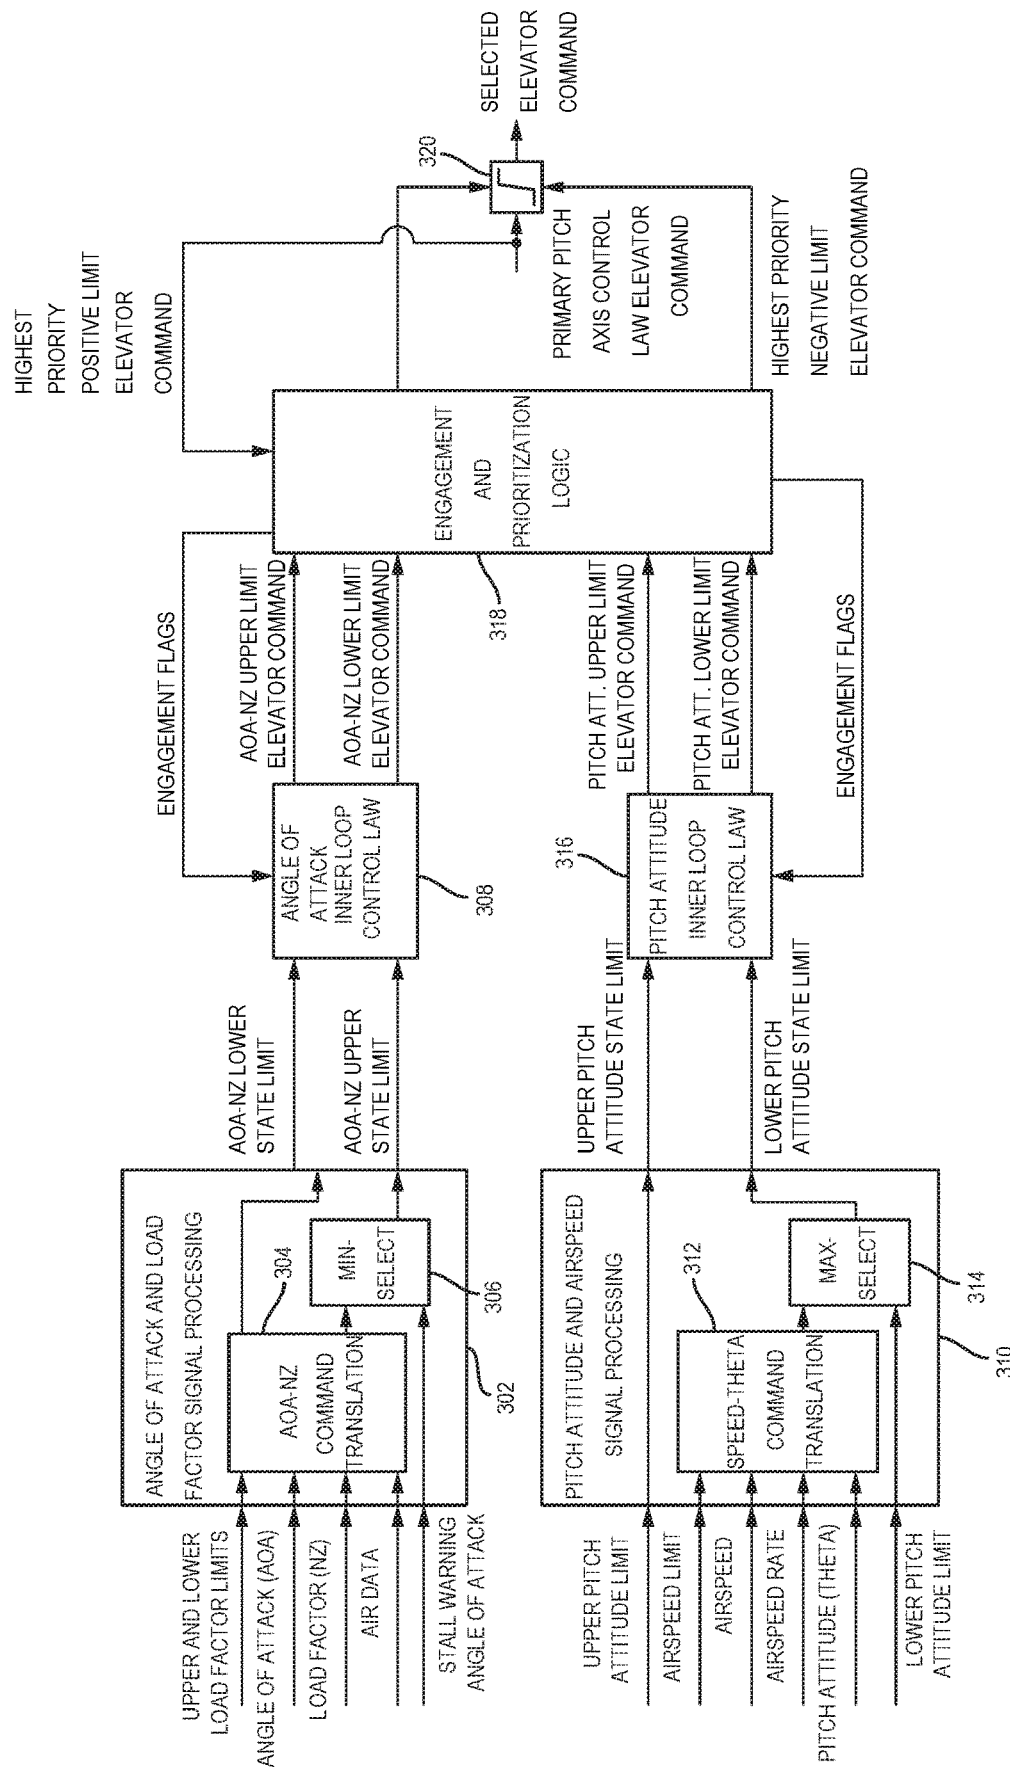 UPPER AND LOWER
LOAD FACTOR LIMITS
ANGLE OF ATTACK (AOA)
LOAD FACTOR (NZ)
AIR DATA
STALL WARNING
ANGLE OF ATTACK
ANGLE OF ATTACK AND LOAD
FACTOR SIGNAL PROCESSING
304
AOA-NZ
COMMAND
TRANSLATION
MIN-
SELECT
306
302
AOA-NZ LOWER
STATE LIMIT
AOA-NZ UPPER
STATE LIMIT
ENGAGEMENT FLAGS
ANGLE OF
ATTACK
INNER LOOP
CONTROL LAW
308
AOA-NZ UPPER LIMIT
ELEVATOR COMMAND
AOA-NZ LOWER LIMIT
ELEVATOR COMMAND
UPPER PITCH
ATTITUDE LIMIT
AIRSPEED LIMIT
AIRSPEED
AIRSPEED RATE
PITCH ATTITUDE (THETA)
LOWER PITCH
ATTITUDE LIMIT
PITCH ATTITUDE AND AIRSPEED
SIGNAL PROCESSING
312
SPEED-THETA
COMMAND
TRANSLATION
MAX-
SELECT
314
310
UPPER PITCH
ATTITUDE STATE LIMIT
LOWER PITCH
ATTITUDE STATE LIMIT
316
PITCH ATTITUDE
INNER LOOP
CONTROL LAW
PITCH ATT. UPPER LIMIT
ELEVATOR COMMAND
PITCH ATT. LOWER LIMIT
ELEVATOR COMMAND
ENGAGEMENT FLAGS
318
ENGAGEMENT
AND
PRIORITIZATION
LOGIC
HIGHEST
PRIORITY
POSITIVE LIMIT
ELEVATOR
COMMAND
320
SELECTED
ELEVATOR
COMMAND
PRIMARY PITCH
AXIS CONTROL
LAW ELEVATOR
COMMAND
HIGHEST PRIORITY
NEGATIVE LIMIT
ELEVATOR COMMAND